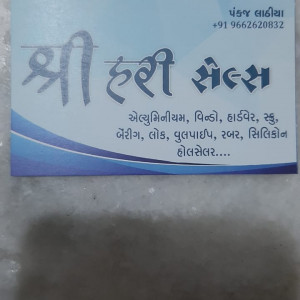 પંકજ લાઠીયા
+91 9662620832
શ્રી હરી સેલ્સ
એલ્યુમિનીયમ, વિન્ડો, હાર્ડવેર, સ્ક્રુ,
બેરીંગ, લોક, વુલપાઈપ, રબર, સિલિકોન
હોલસેલર....